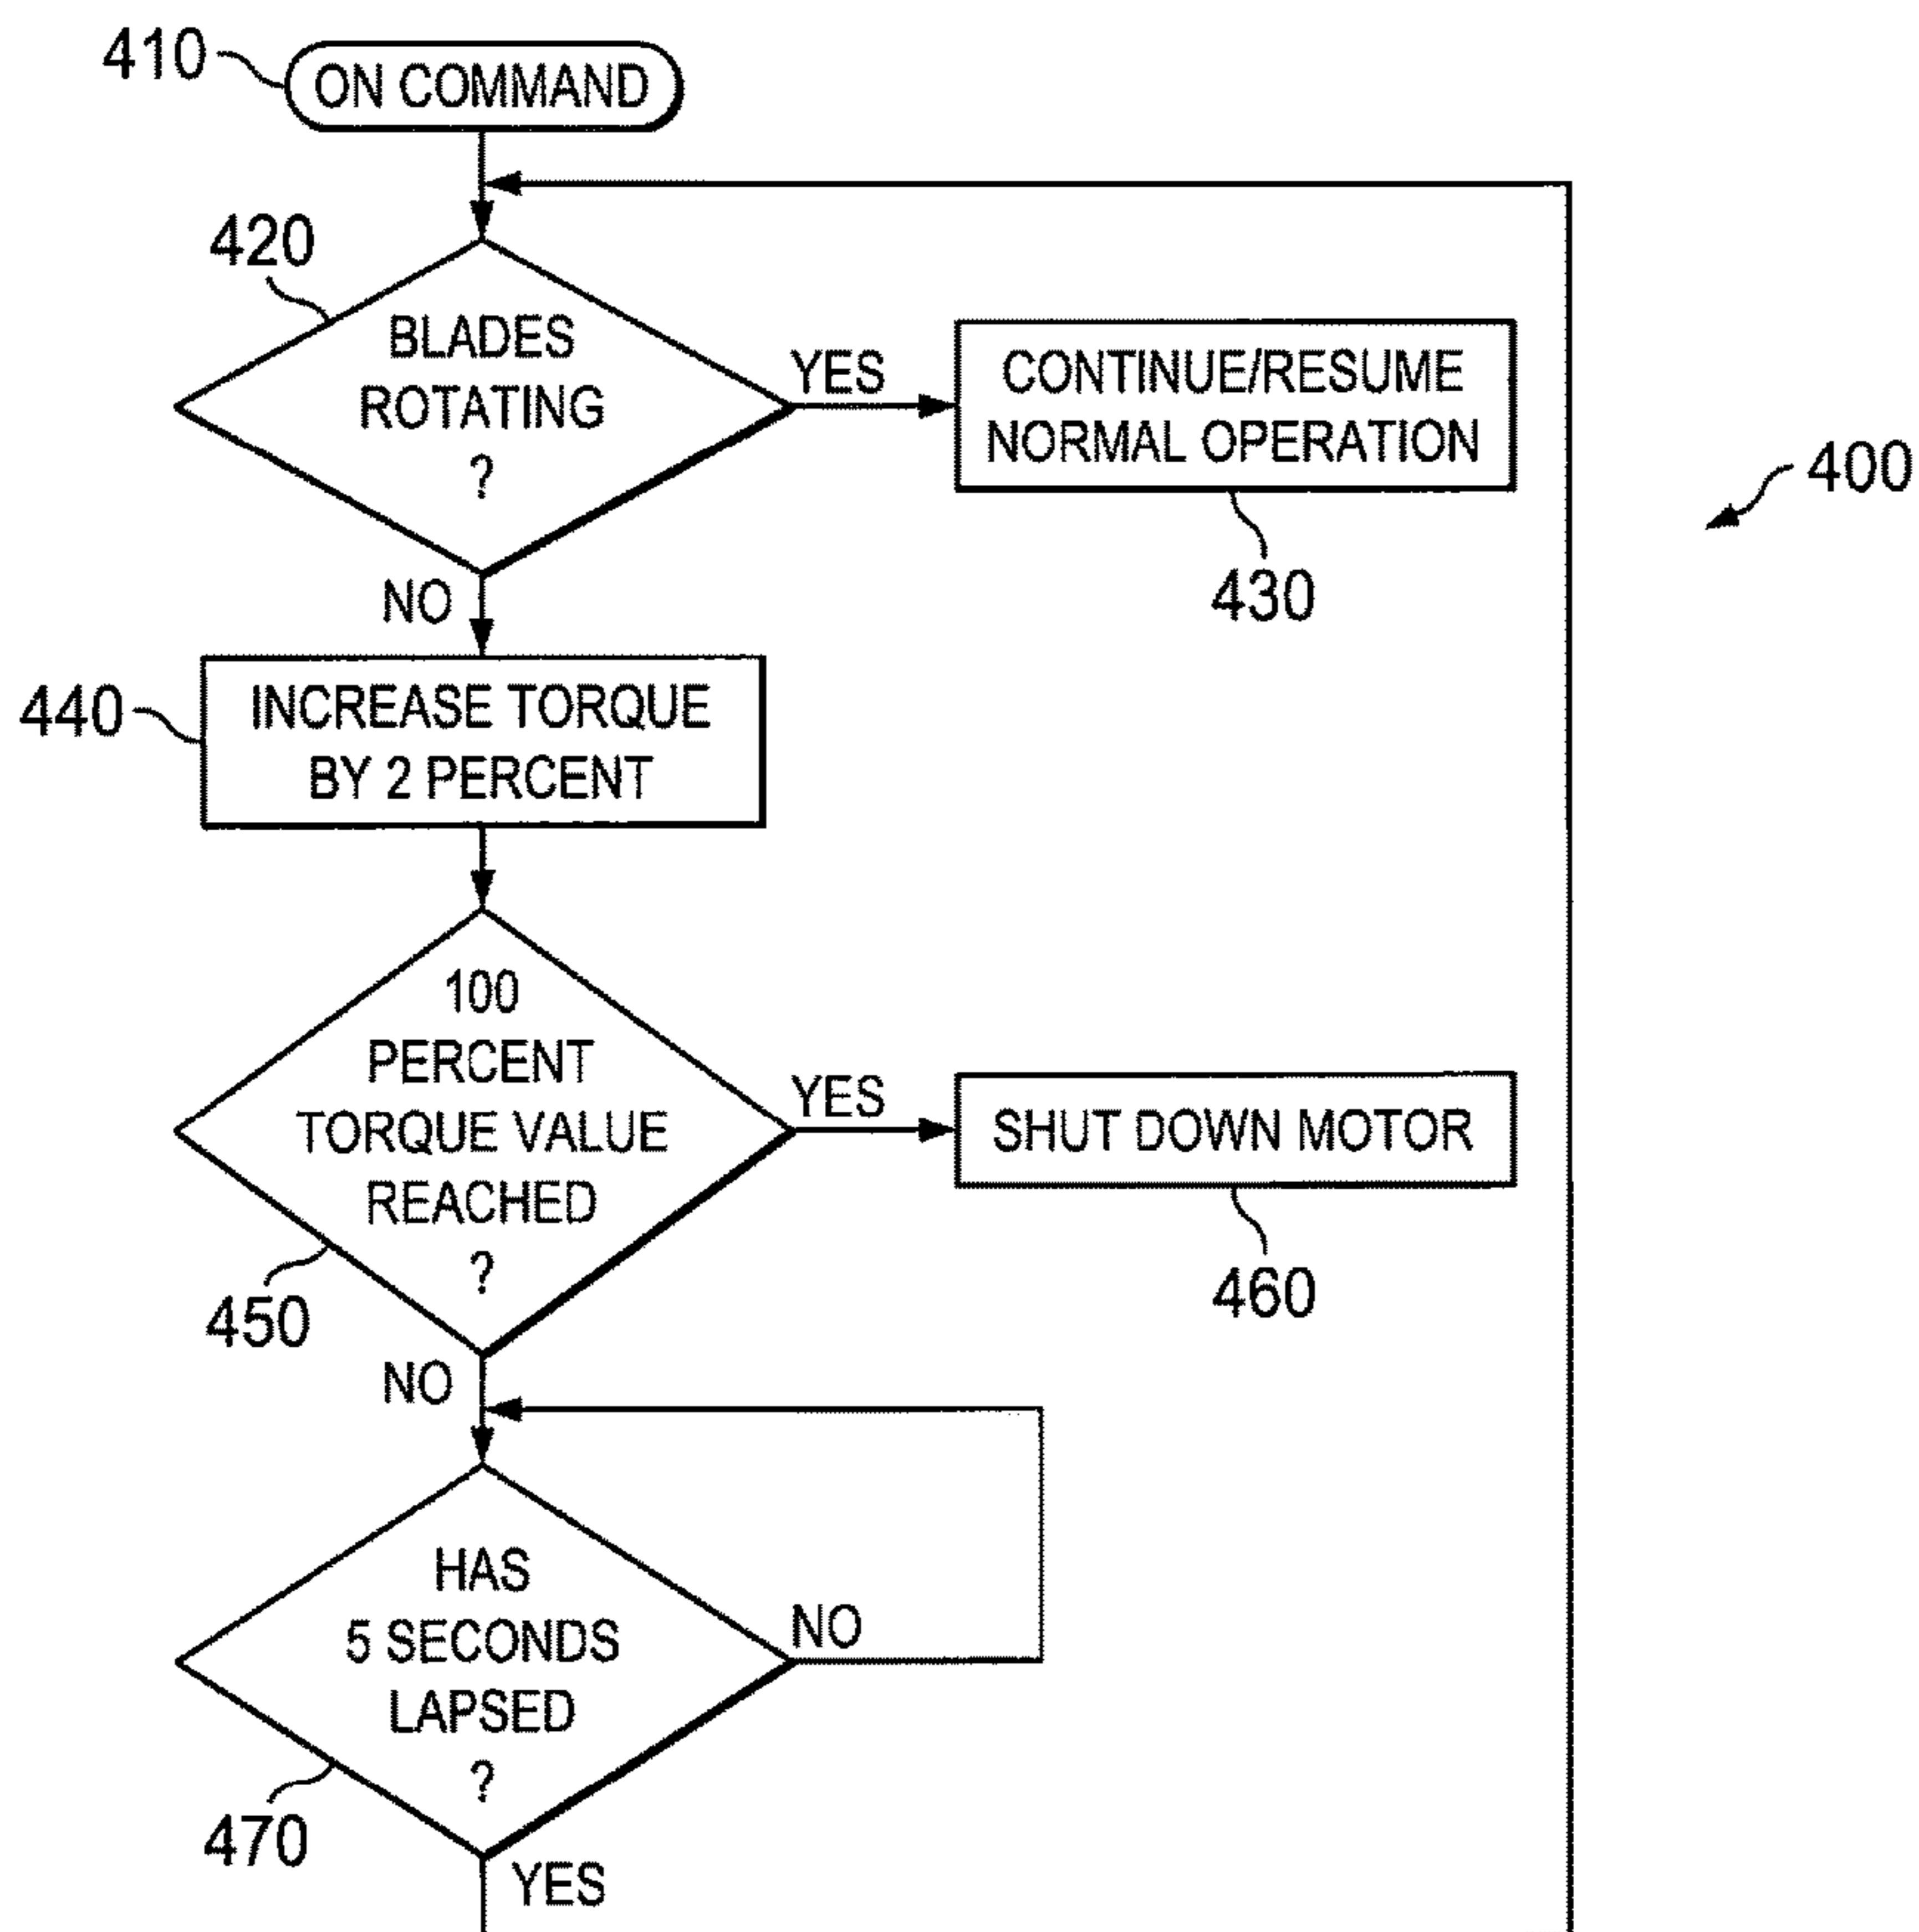 410
ON COMMAND
420
BLADES
ROTATING
?
YES
CONTINUE/RESUME
NORMAL OPERATION
430
400
NO
440
INCREASE TORQUE
BY 2 PERCENT
100
PERCENT
TORQUE VALUE
REACHED
?
450
YES
SHUT DOWN MOTOR
460
NO
HAS
5 SECONDS
LAPSED
?
470
NO
YES